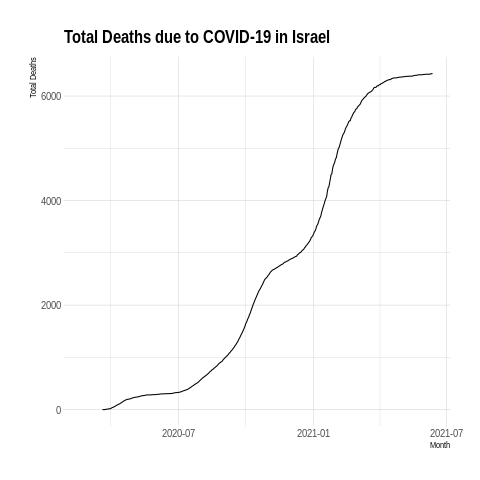 Total Deaths due to COVID-19 in Israel
Total Deaths
6000
4000
2000
0
2020-07 2021-01 2021-07
Month